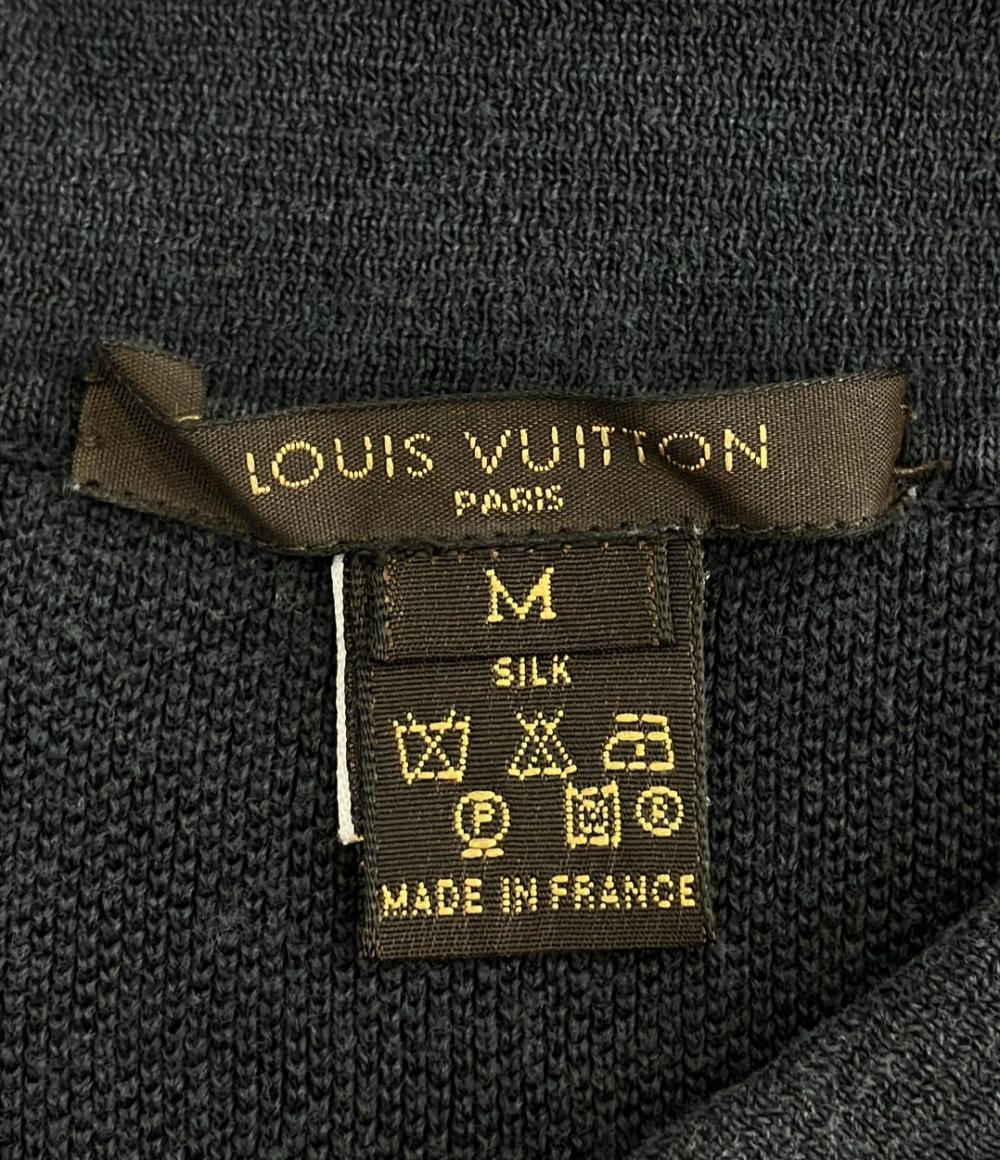 LOUIS VUITTON
PARIS
M
SILK
P
®
MADE IN FRANCE